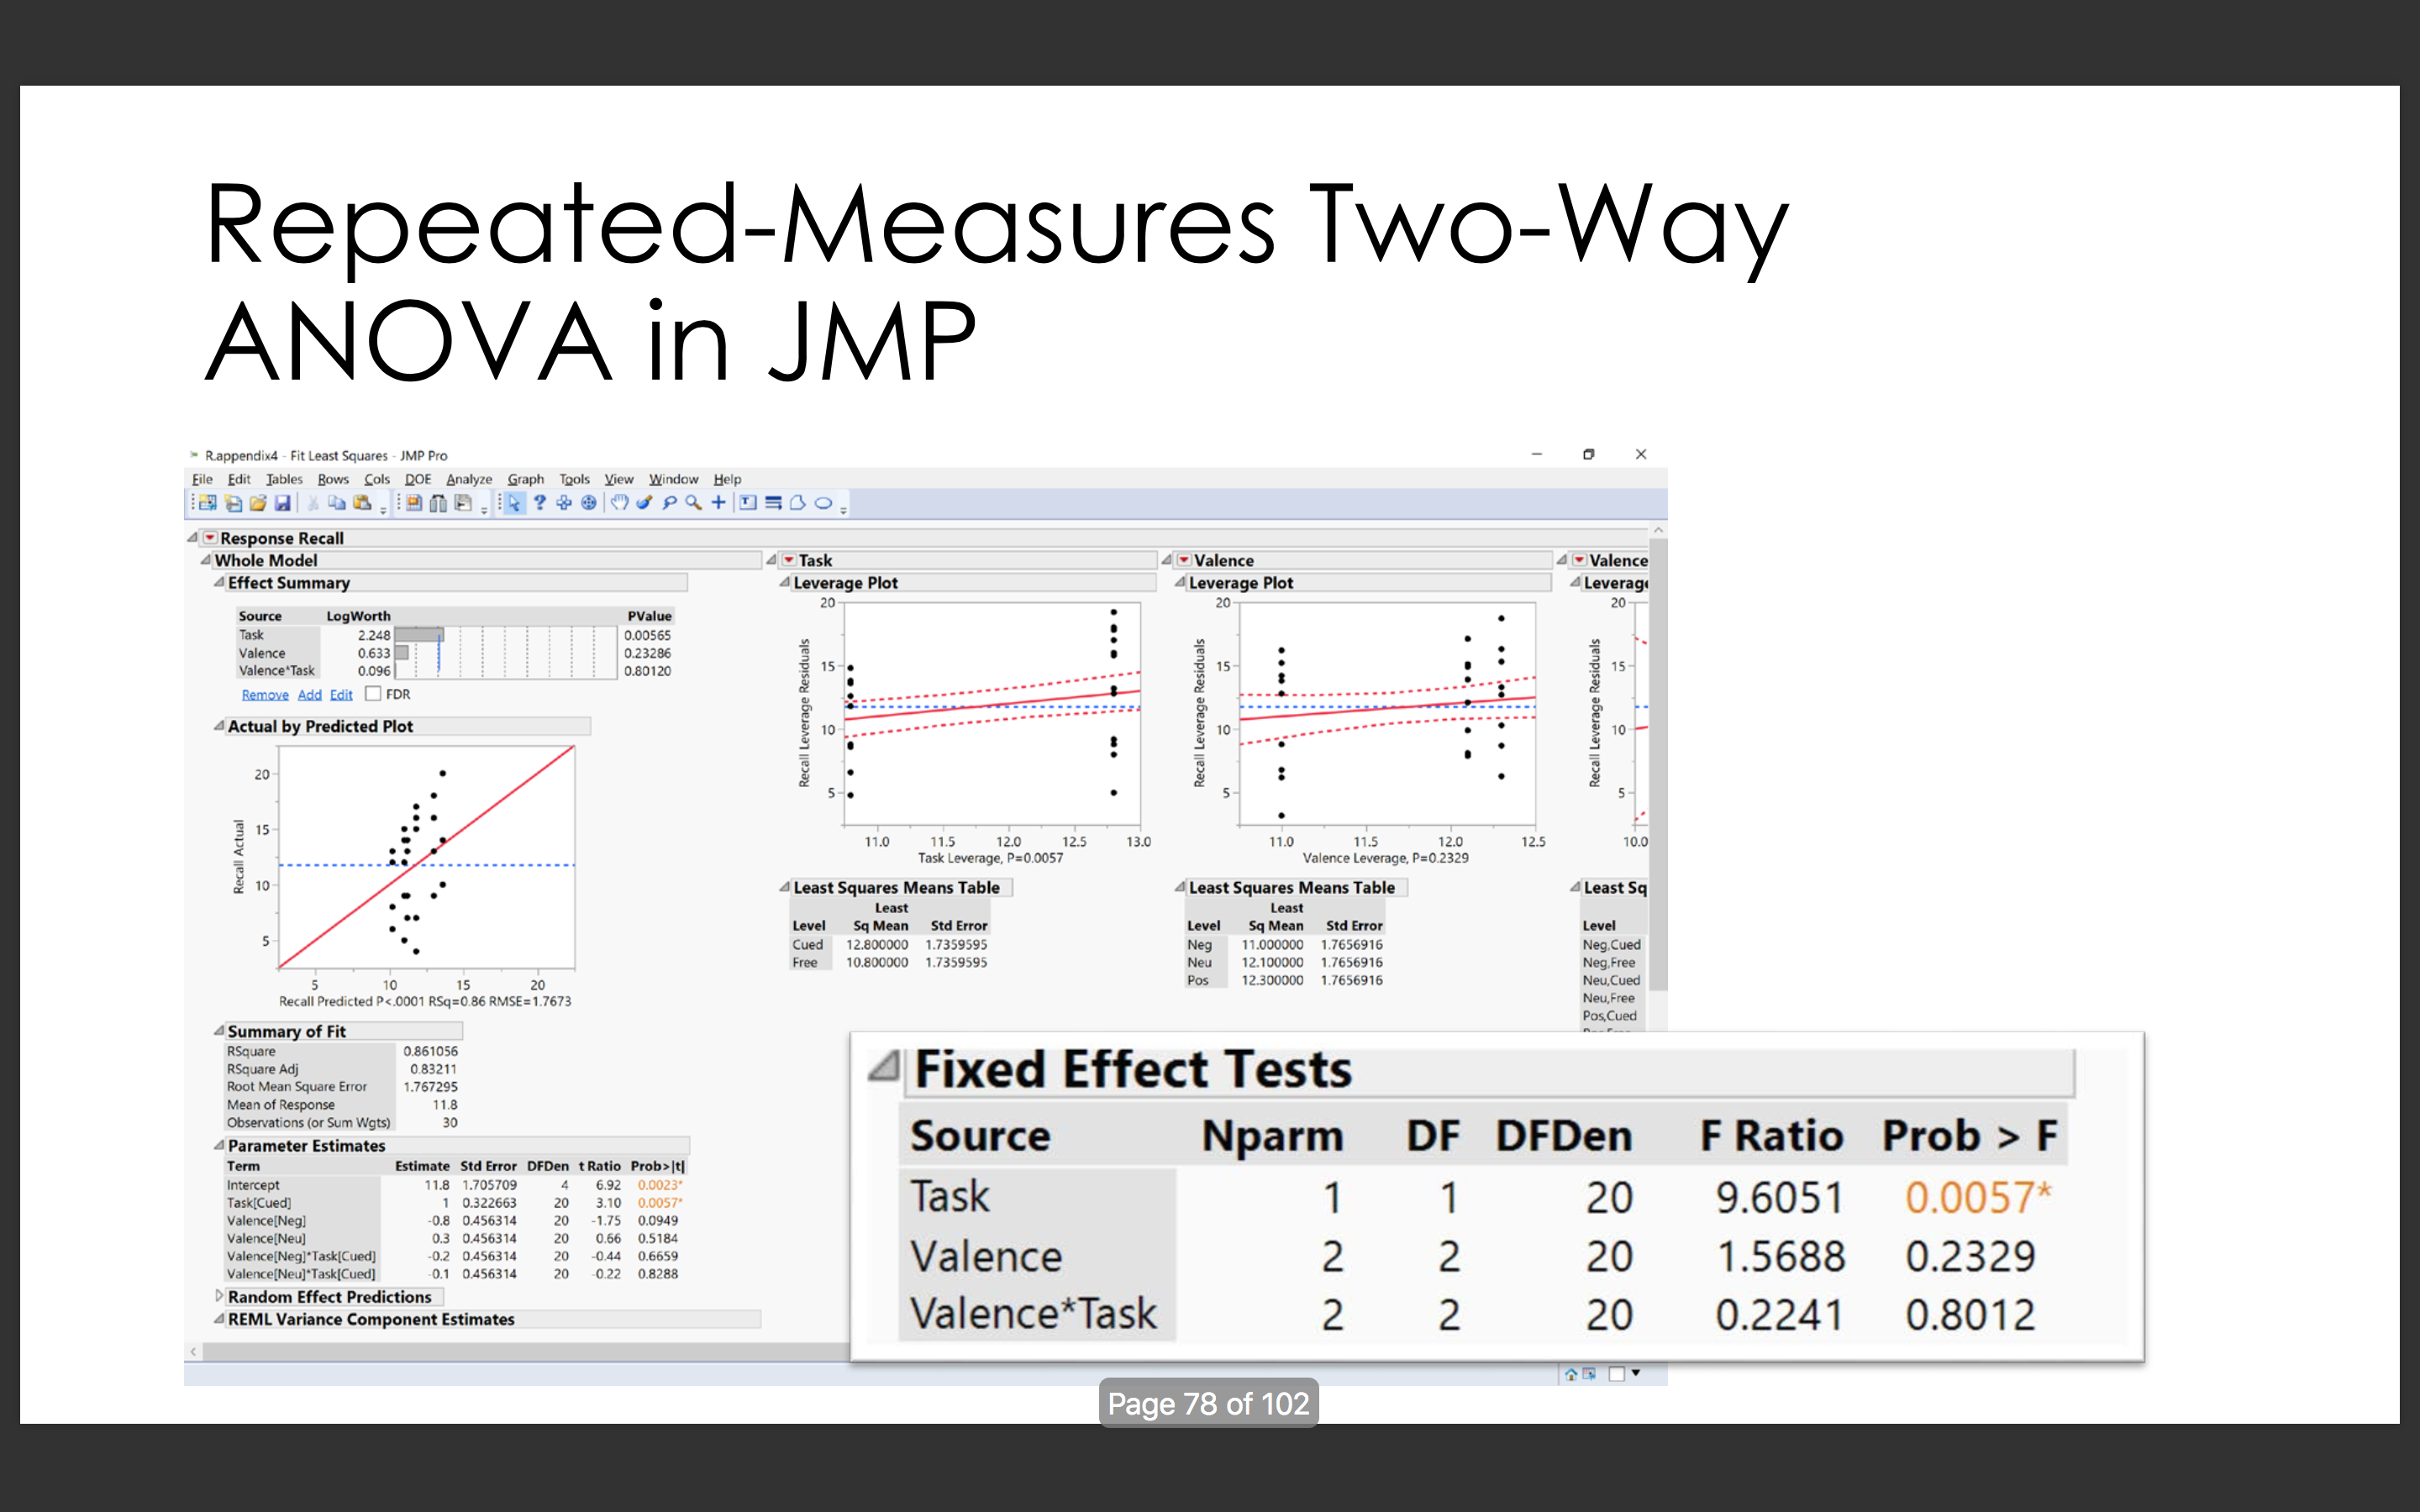 Repeated-Measures Two-Way
ANOVA in JMP
R.appendix4 - Fit Least Squares - JMP Pro
File Edit Tables Rows Cols DOE Analyze Graph Tools View Window Help
Response Recall
Whole Model
Effect Summary
Source LogWorth PValue
Task 2.248 0.00565
Valence 0.633 0.23286
Valence*Task 0.096 0.80120
Remove Add Edit FDR
Actual by Predicted Plot
Recall Actual
20
15
10
5
5 10 15 20
Recall Predicted P<.0001 RSq=0.86 RMSE=1.7673
Summary of Fit
RSquare 0.861056
RSquare Adj 0.83211
Root Mean Square Error 1.767295
Mean of Response 11.8
Observations (or Sum Wgts) 30
Parameter Estimates
Term Estimate Std Error DFDen t Ratio Prob>|t|
Intercept 11.8 1.705709 4 6.92 0.0023*
Task[Cued] 1 0.322663 20 3.10 0.0057*
Valence[Neg] -0.8 0.456314 20 -1.75 0.0949
Valence[Neu] 0.3 0.456314 20 0.66 0.5184
Valence[Neg]*Task[Cued] -0.2 0.456314 20 -0.44 0.6659
Valence[Neu]*Task[Cued] -0.1 0.456314 20 -0.22 0.8288
Random Effect Predictions
REML Variance Component Estimates
Task
Leverage Plot
Recall Leverage Residuals
20
15
10
5
11.0 11.5 12.0 12.5 13.0
Task Leverage, P=0.0057
Least Squares Means Table
Least
Level Sq Mean Std Error
Cued 12.800000 1.7359595
Free 10.800000 1.7359595
Valence
Leverage Plot
Recall Leverage Residuals
20
15
10
5
11.0 11.5 12.0 12.5
Valence Leverage, P=0.2329
Least Squares Means Table
Least
Level Sq Mean Std Error
Neg 11.000000 1.7656916
Neu 12.100000 1.7656916
Pos 12.300000 1.7656916
Valence
Leverag
Recall Leverage Residuals
20
15
10
5
10.0
Least Sq
Level
Neg,Cued
Neg,Free
Neu,Cued
Neu,Free
Pos,Cued
Fixed Effect Tests
Source Nparm DF DFDen F Ratio Prob > F
Task 1 1 20 9.6051 0.0057*
Valence 2 2 20 1.5688 0.2329
Valence*Task 2 2 20 0.2241 0.8012
Page 78 of 102